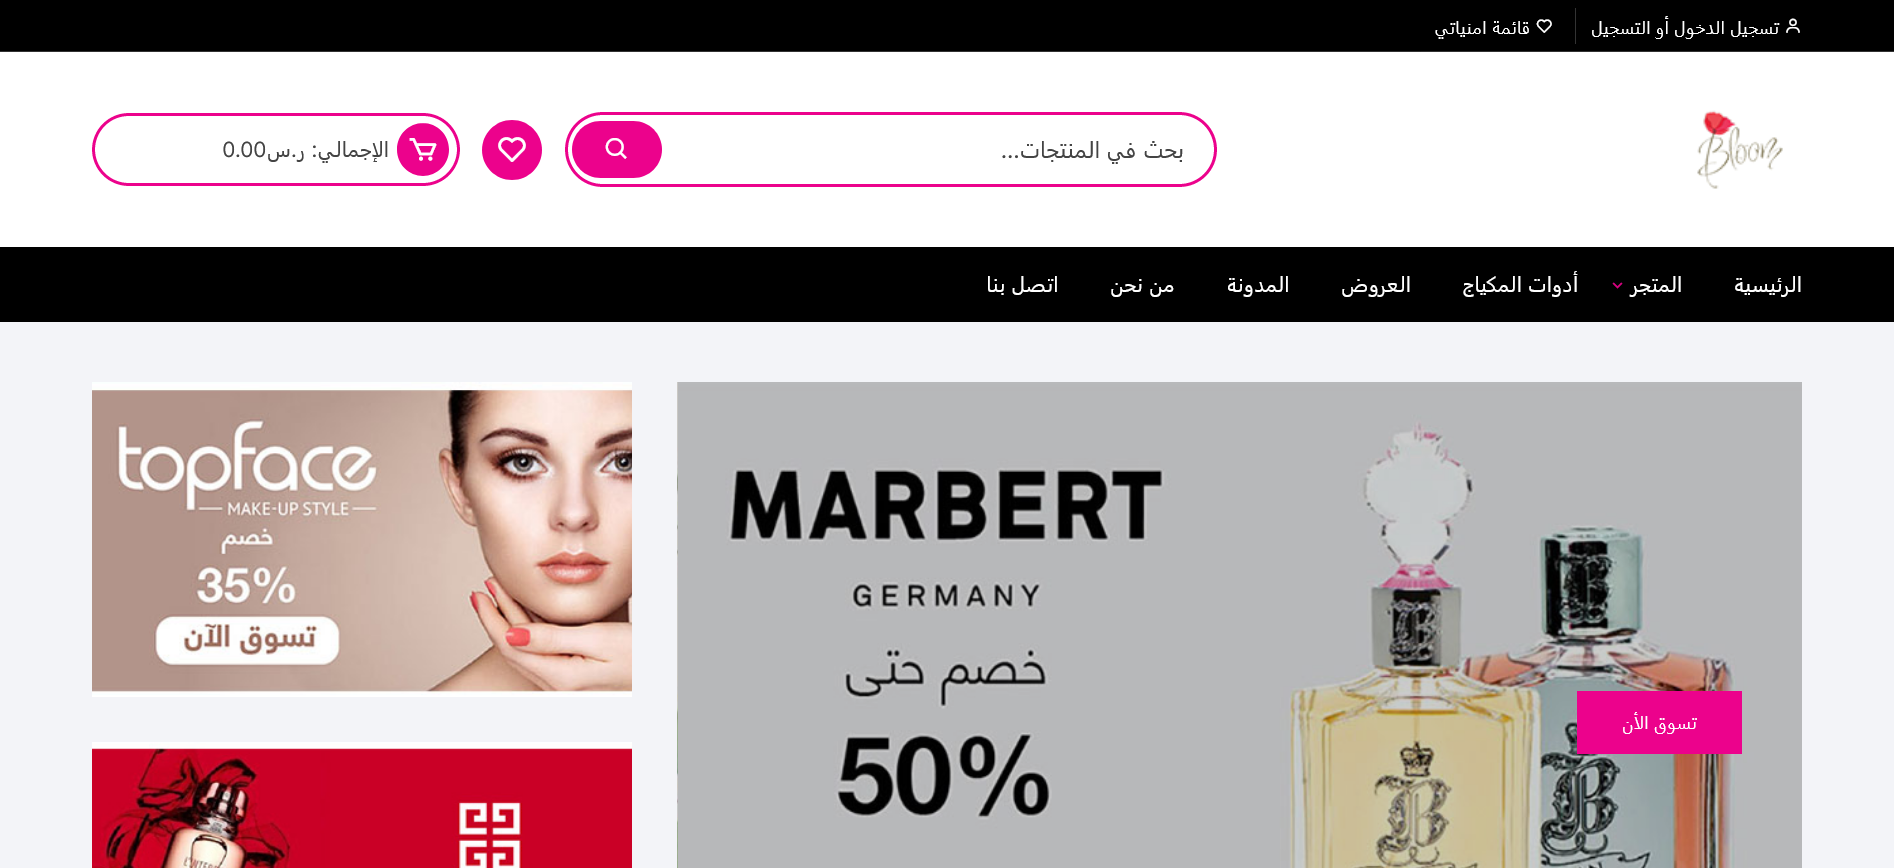 تسجيل الدخول أو التسجيل
قائمة امنياتي
Bloom
بحث في المنتجات...
الإجمالي: ر.س0.00
الرئيسية
المتجر
أدوات المكياج
العروض
المدونة
من نحن
اتصل بنا
MARBERT
GERMANY
خصم حتى
50%
تسوق الأن
topface
MAKE-UP STYLE
خصم
35%
تسوق الآن